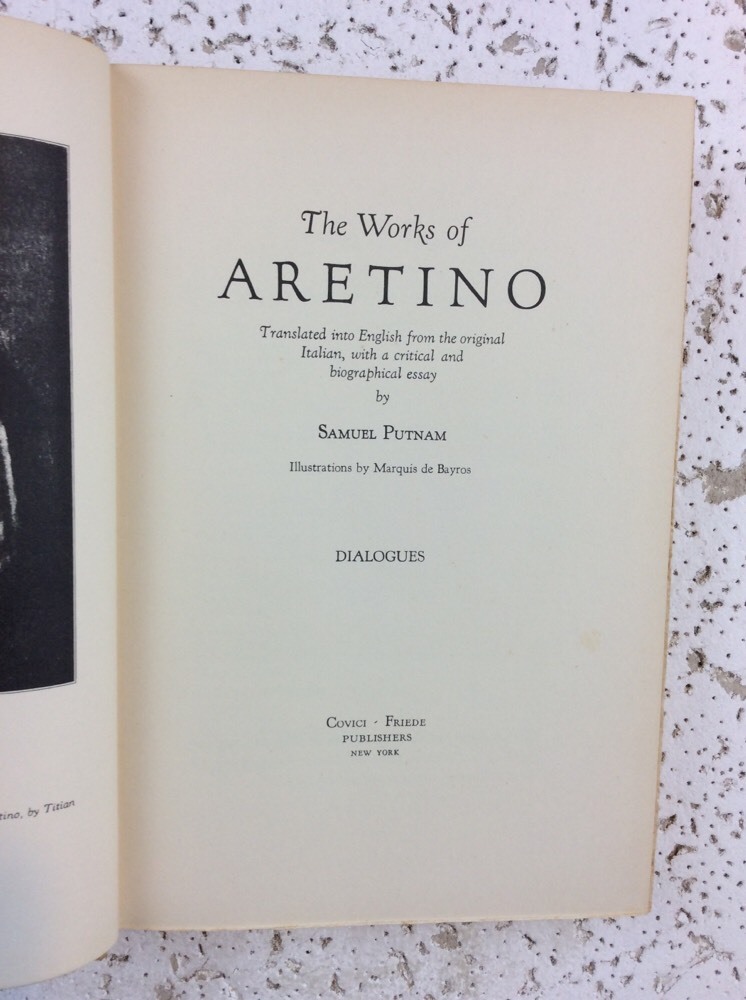 The Works of
ARETINO
Translated into English from the original
Italian, with a critical and
biographical essay
by
SAMUEL PUTNAM
Illustrations by Marquis de Bayros
DIALOGUES
COVICI - FRIEDE
PUBLISHERS
NEW YORK
tino, by Titian